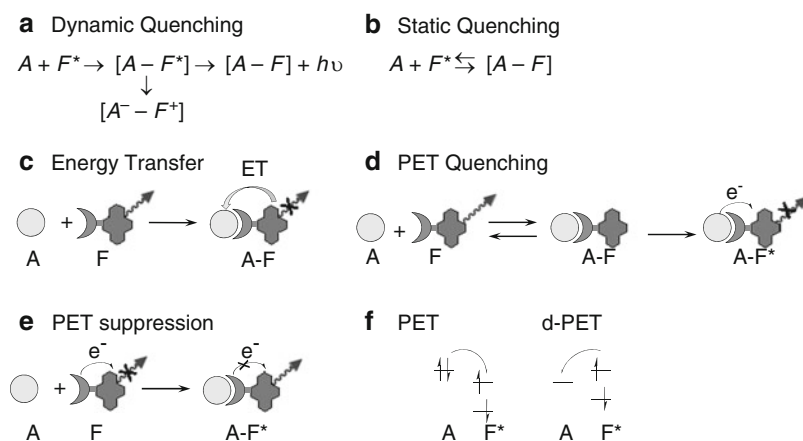 a Dynamic Quenching
A + F* → [A – F*] → [A – F] + hυ
↓
[A⁻ – F⁺]
b Static Quenching
A + F* ⇆ [A – F]
c Energy Transfer
ET
+ →
A F A-F
d PET Quenching
e⁻
+ ⇌ →
A F A-F A-F*
e PET suppression
e⁻ e⁻
+ →
A F A-F*
f PET d-PET
A F* A F*